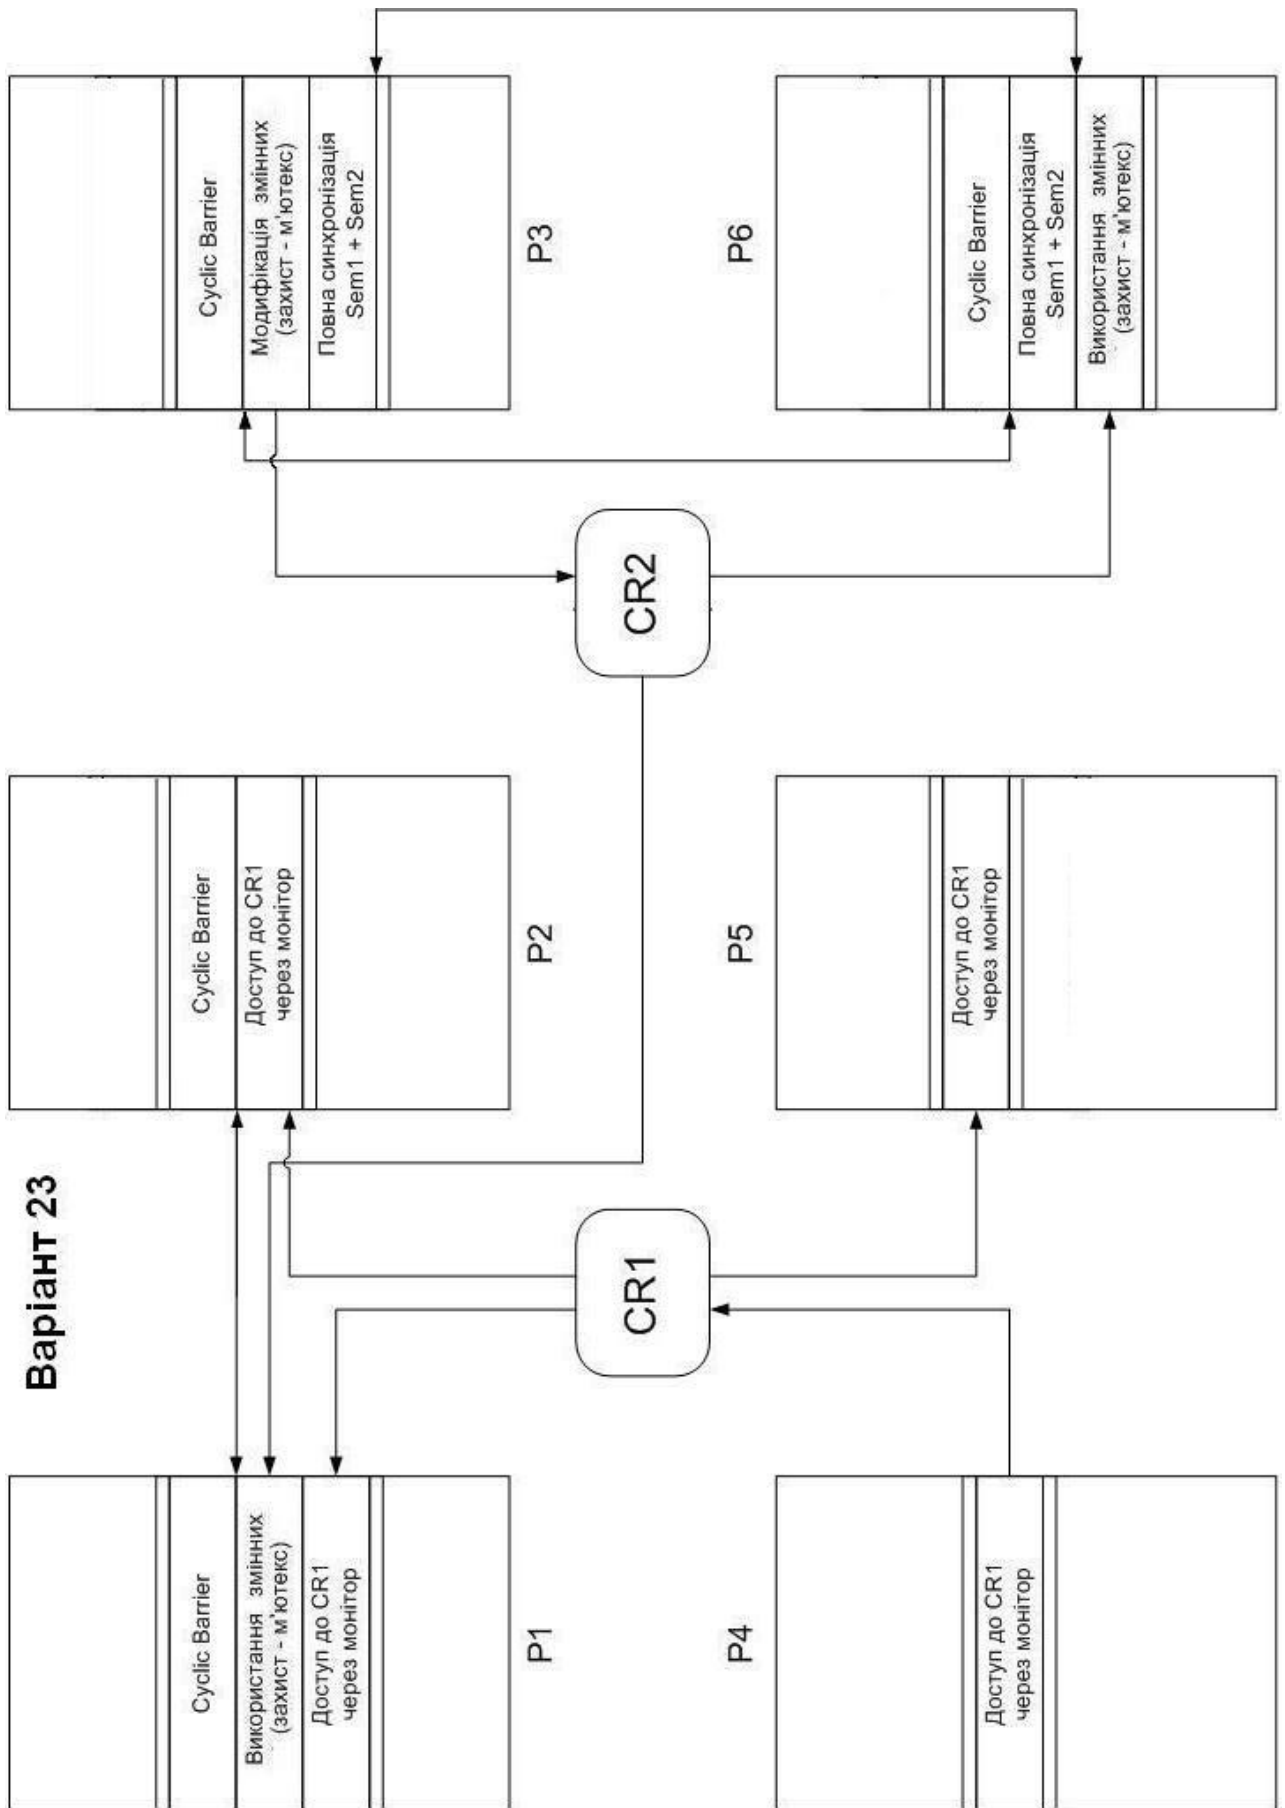 Варіант 23
Cyclic Barrier
Використання змінних
(захист - м'ютекс)
Доступ до CR1
через монітор
P1
Cyclic Barrier
Доступ до CR1
через монітор
P2
Cyclic Barrier
Модифікація змінних
(захист - м'ютекс)
Повна синхронізація
Sem1 + Sem2
P3
CR1
CR2
Доступ до CR1
через монітор
P4
Доступ до CR1
через монітор
P5
Cyclic Barrier
Повна синхронізація
Sem1 + Sem2
Використання змінних
(захист - м'ютекс)
P6